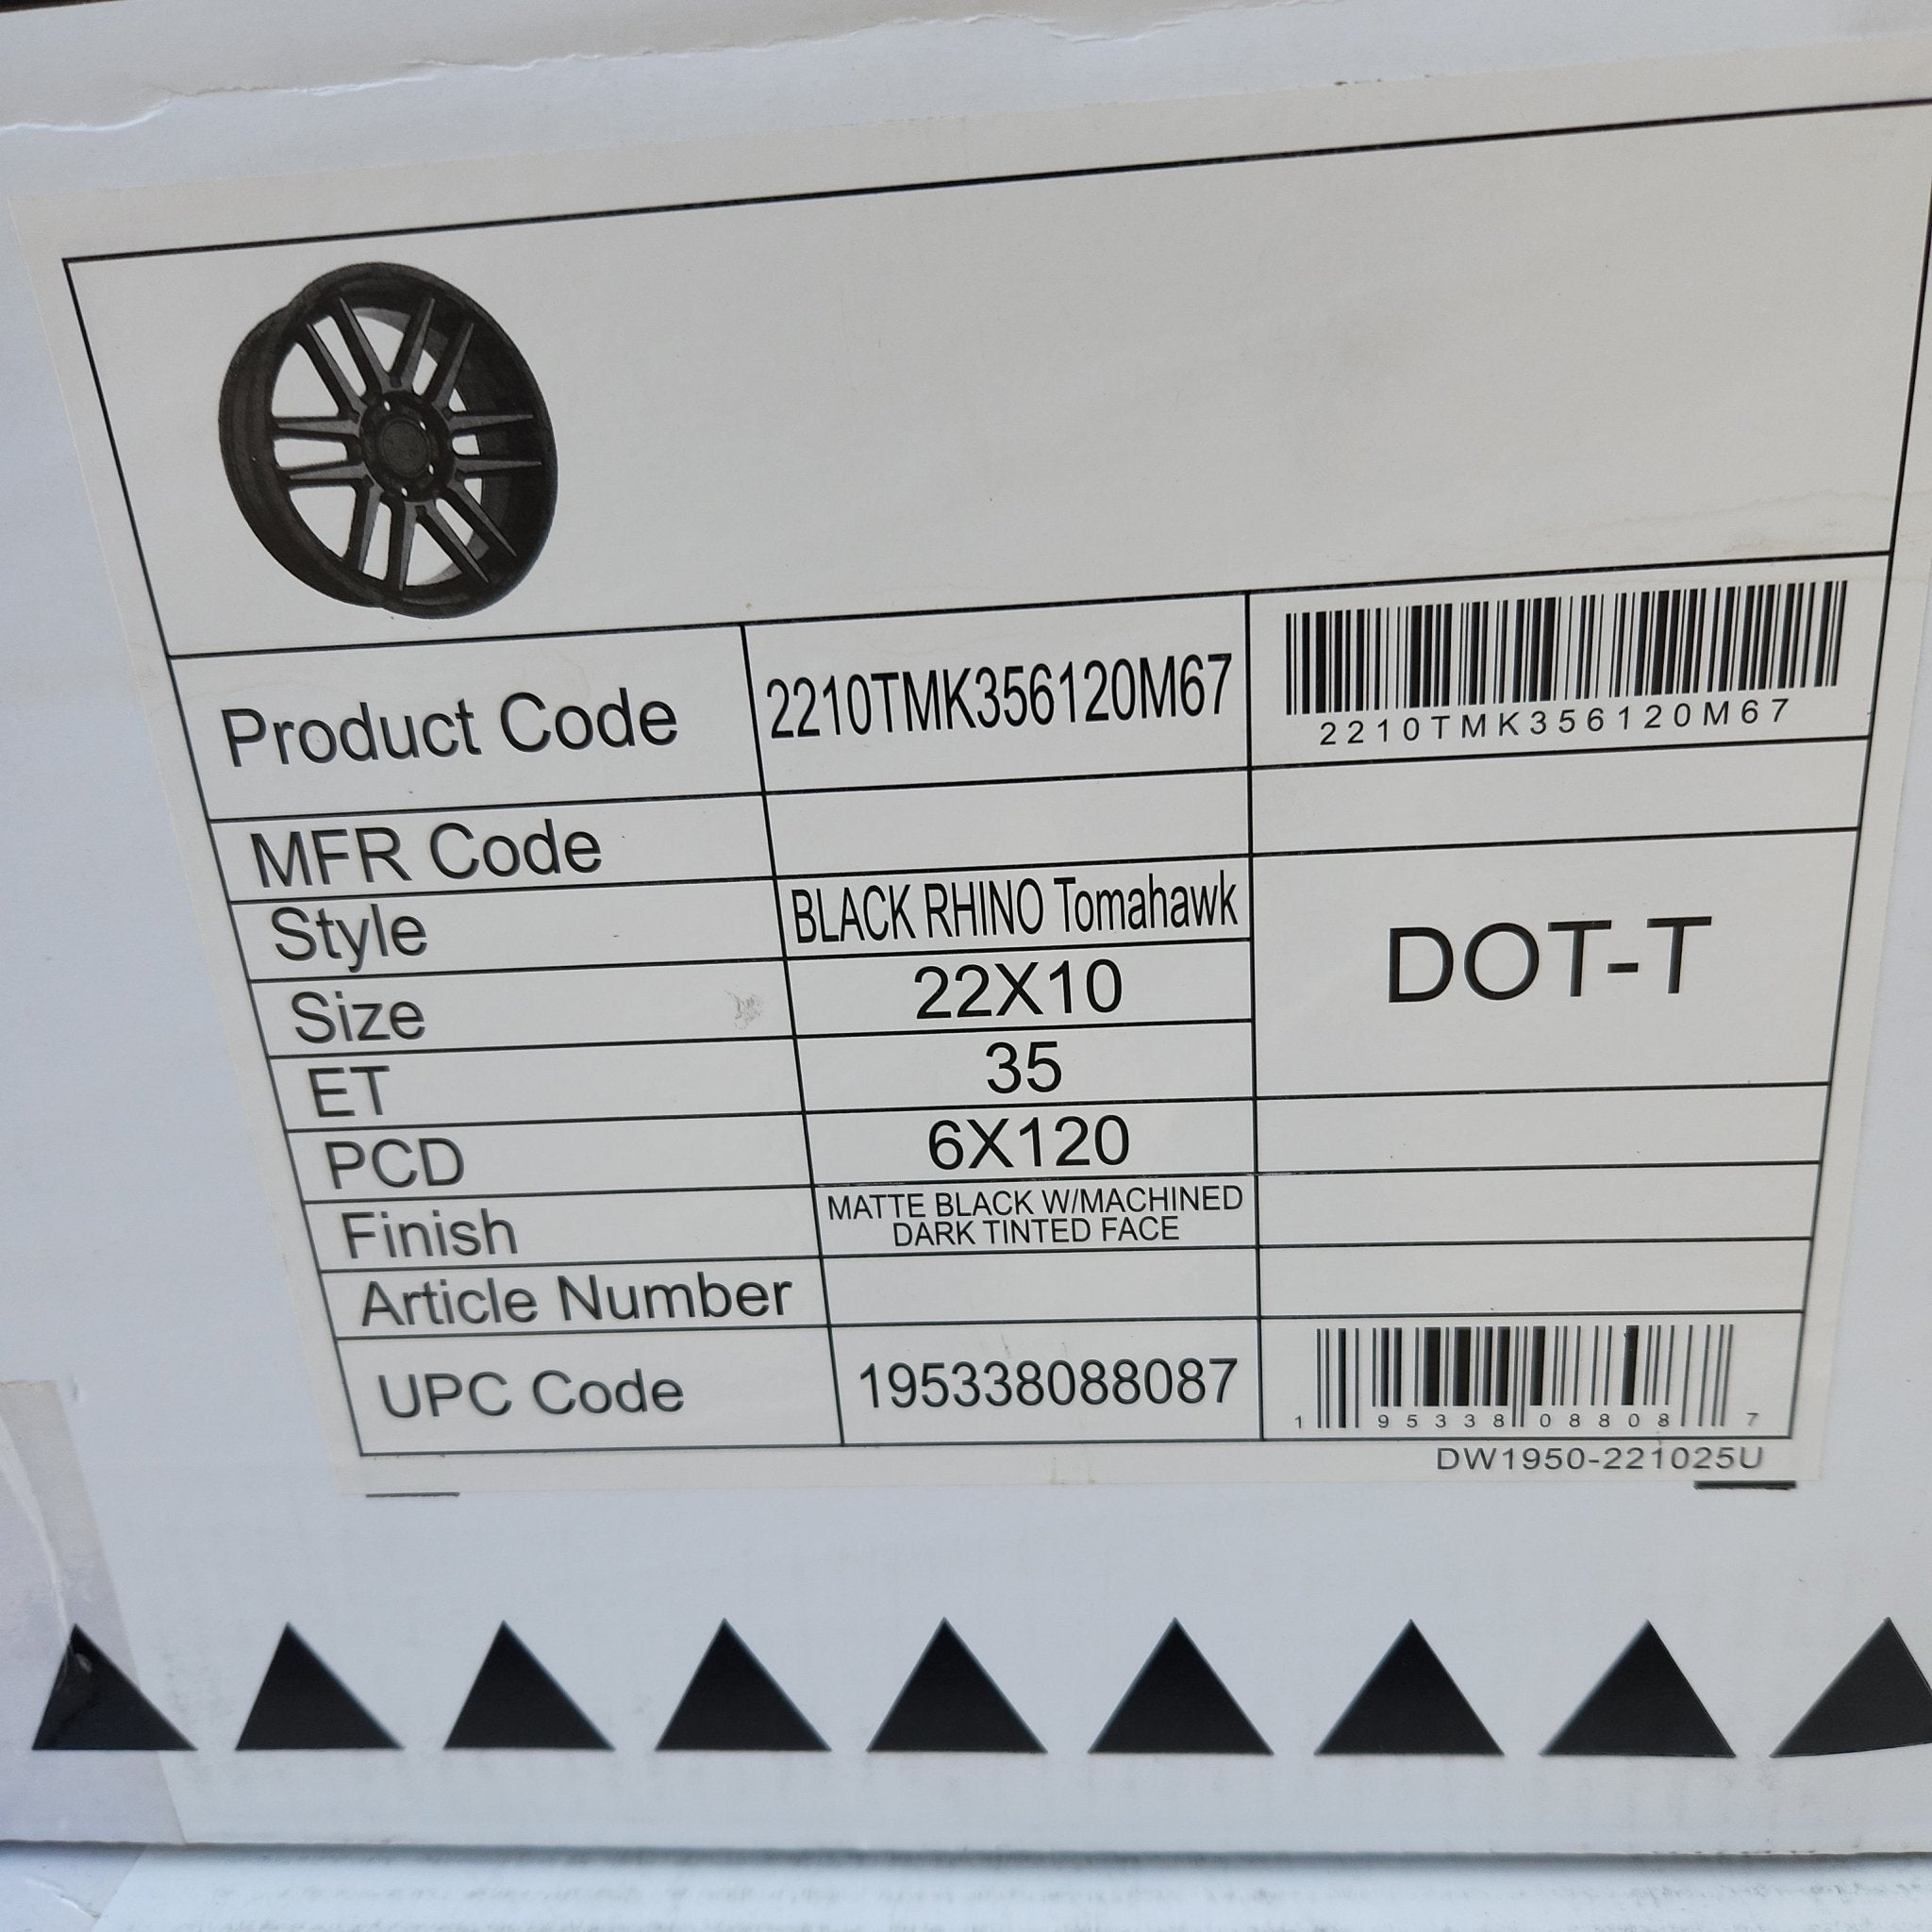 Product Code 2210TMK356120M67
2210TMK356120M67
MFR Code
Style BLACK RHINO Tomahawk
DOT-T
Size 22X10
ET 35
PCD 6X120
Finish MATTE BLACK W/MACHINED
DARK TINTED FACE
Article Number
UPC Code 195338088087
1 95338 08808 7
DW1950-221025U